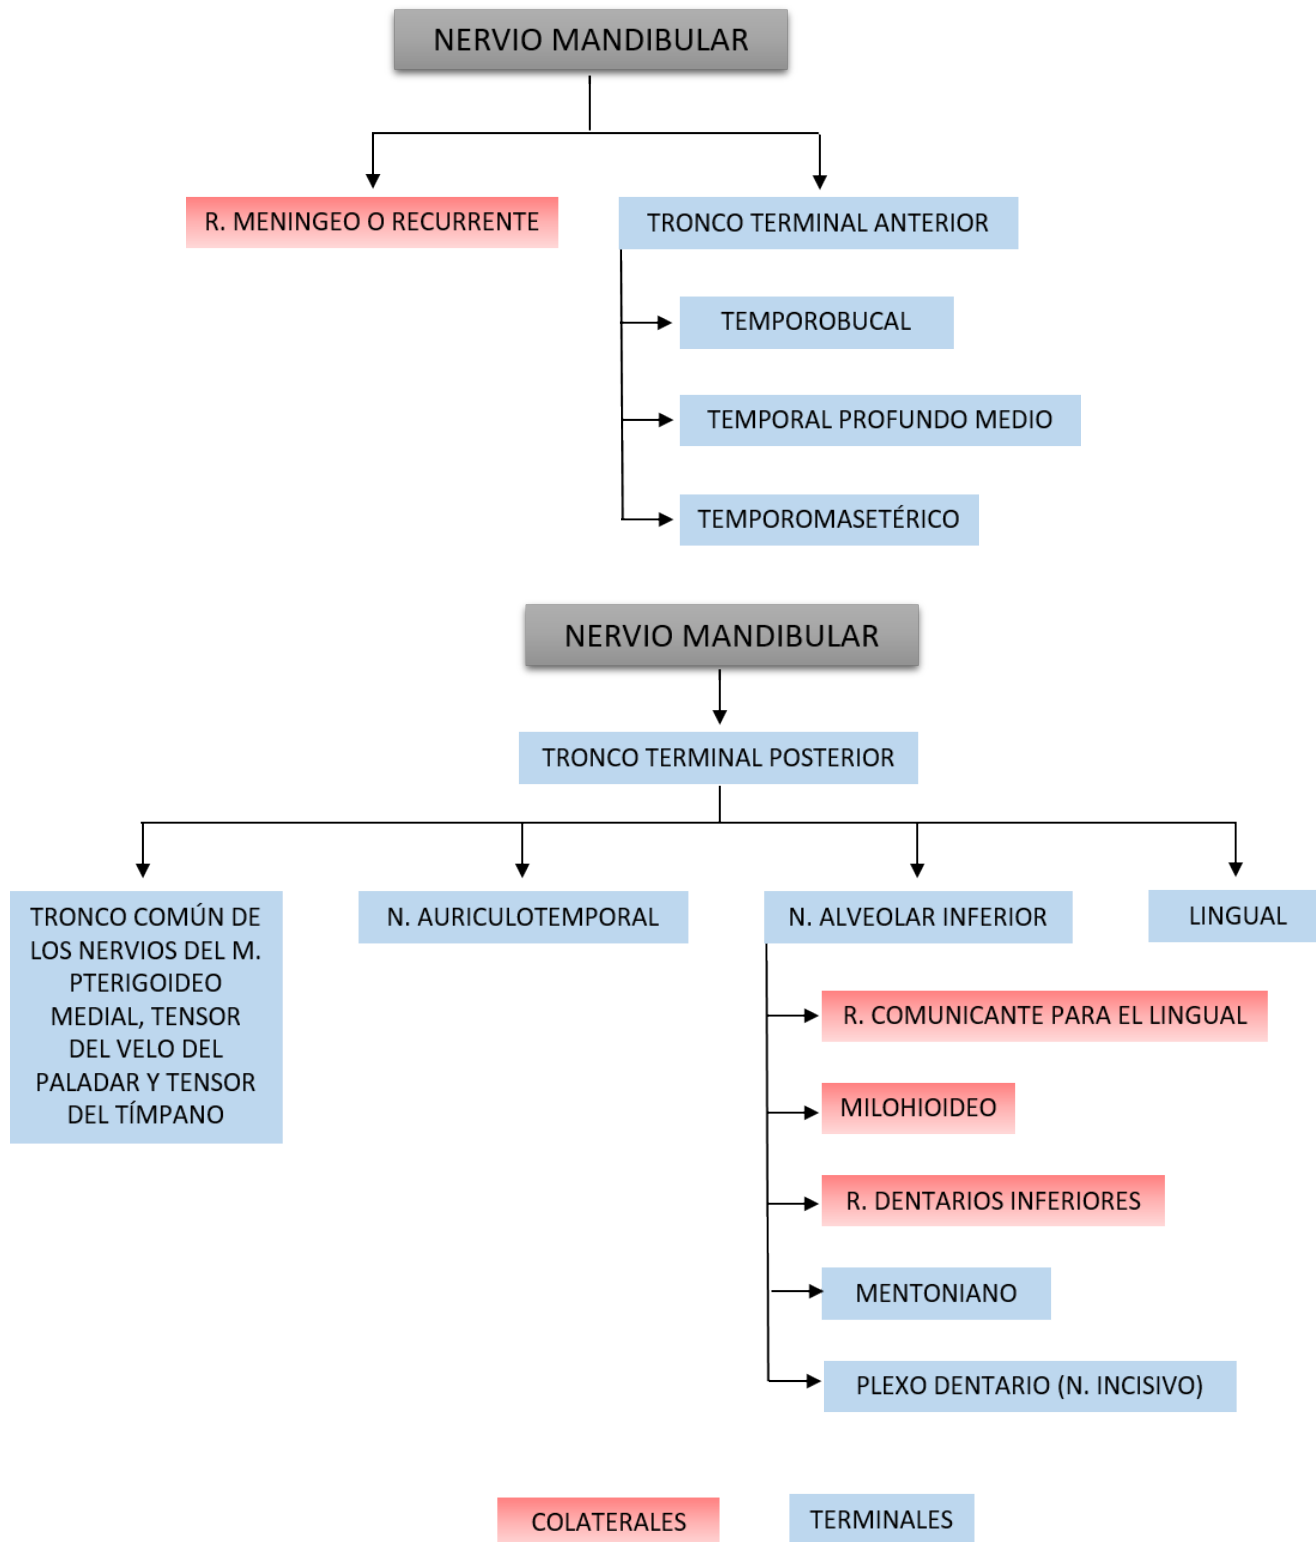 NERVIO MANDIBULAR
R. MENINGEO O RECURRENTE
TRONCO TERMINAL ANTERIOR
TEMPOROBUCAL
TEMPORAL PROFUNDO MEDIO
TEMPOROMASETÉRICO
NERVIO MANDIBULAR
TRONCO TERMINAL POSTERIOR
TRONCO COMÚN DE
LOS NERVIOS DEL M.
PTERIGOIDEO
MEDIAL, TENSOR
DEL VELO DEL
PALADAR Y TENSOR
DEL TÍMPANO
N. AURICULOTEMPORAL
N. ALVEOLAR INFERIOR
LINGUAL
R. COMUNICANTE PARA EL LINGUAL
MILOHIOIDEO
R. DENTARIOS INFERIORES
MENTONIANO
PLEXO DENTARIO (N. INCISIVO)
COLATERALES
TERMINALES